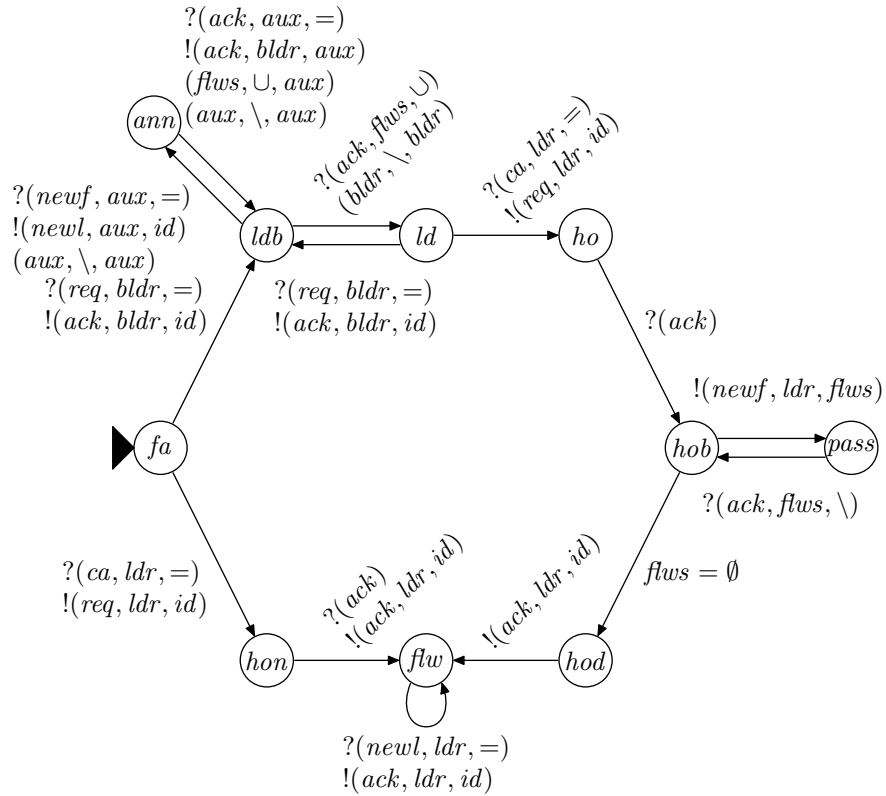 ?(ack, aux, =)
!(ack, bldr, aux)
(flws, ∪, aux)
(aux, \, aux)
ann
?(ack, flws, ∪)
(bldr, \, bldr)
?(ca, ldr, =)
!(req, ldr, id)
?(newf, aux, =)
!(newl, aux, id)
(aux, \, aux)
ldb
ld
ho
?(req, bldr, =)
!(ack, bldr, id)
?(req, bldr, =)
!(ack, bldr, id)
?(ack)
!(newf, ldr, flws)
fa
hob
pass
?(ack, flws, \)
?(ca, ldr, =)
!(req, ldr, id)
?(ack)
!(ack, ldr, id)
!(ack, ldr, id)
flws = ∅
hon
flw
hod
?(newl, ldr, =)
!(ack, ldr, id)